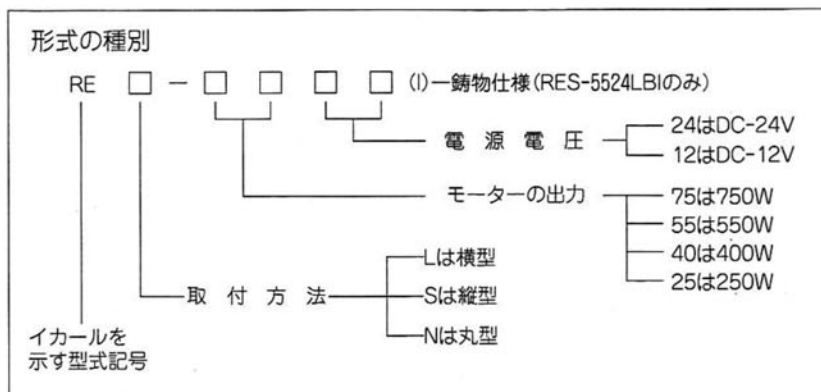 形式の種別
RE □ ー □ □ □ □ (I)ー鋳物仕様(RES-5524LBIのみ)
電源電圧
24はDC-24V
12はDC-12V
モーターの出力
75は750W
55は550W
40は400W
25は250W
取付方法
Lは横型
Sは縦型
Nは丸型
イカールを
示す型式記号